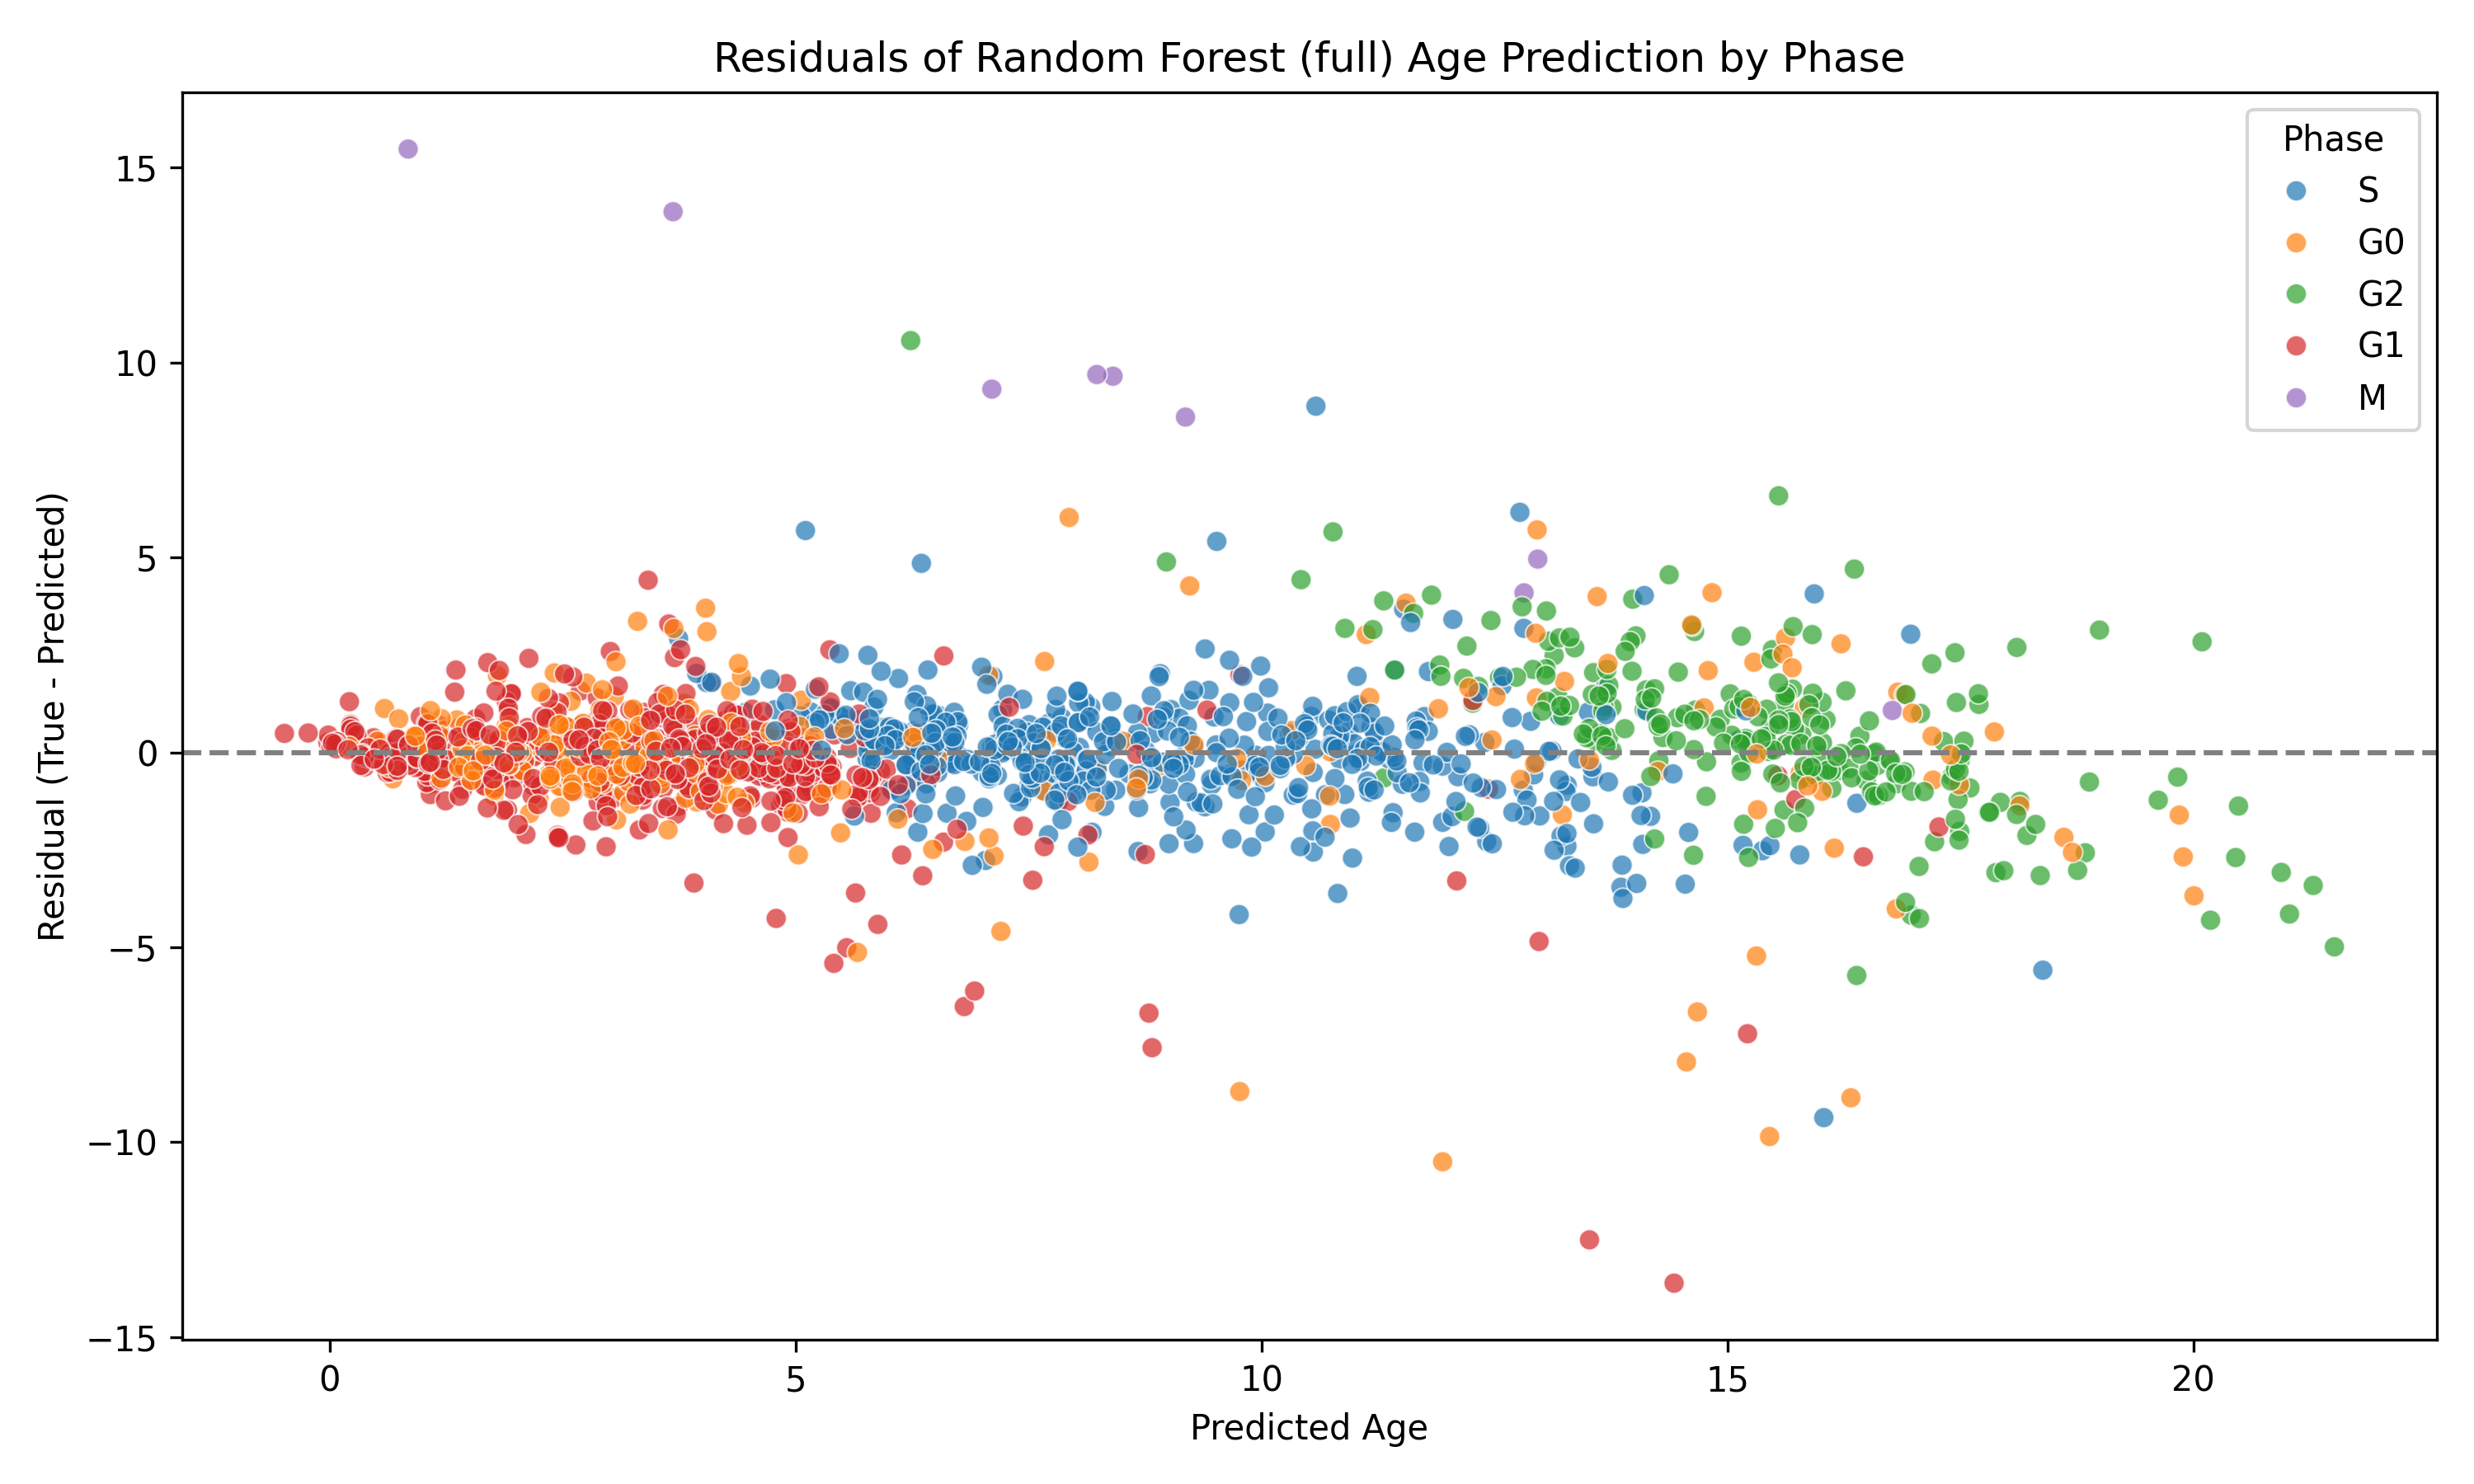 Residuals of Random Forest (full) Age Prediction by Phase
Phase
S
G0
G2
G1
M
15
10
5
0
−5
−10
−15
Residual (True - Predicted)
0 5 10 15 20
Predicted Age